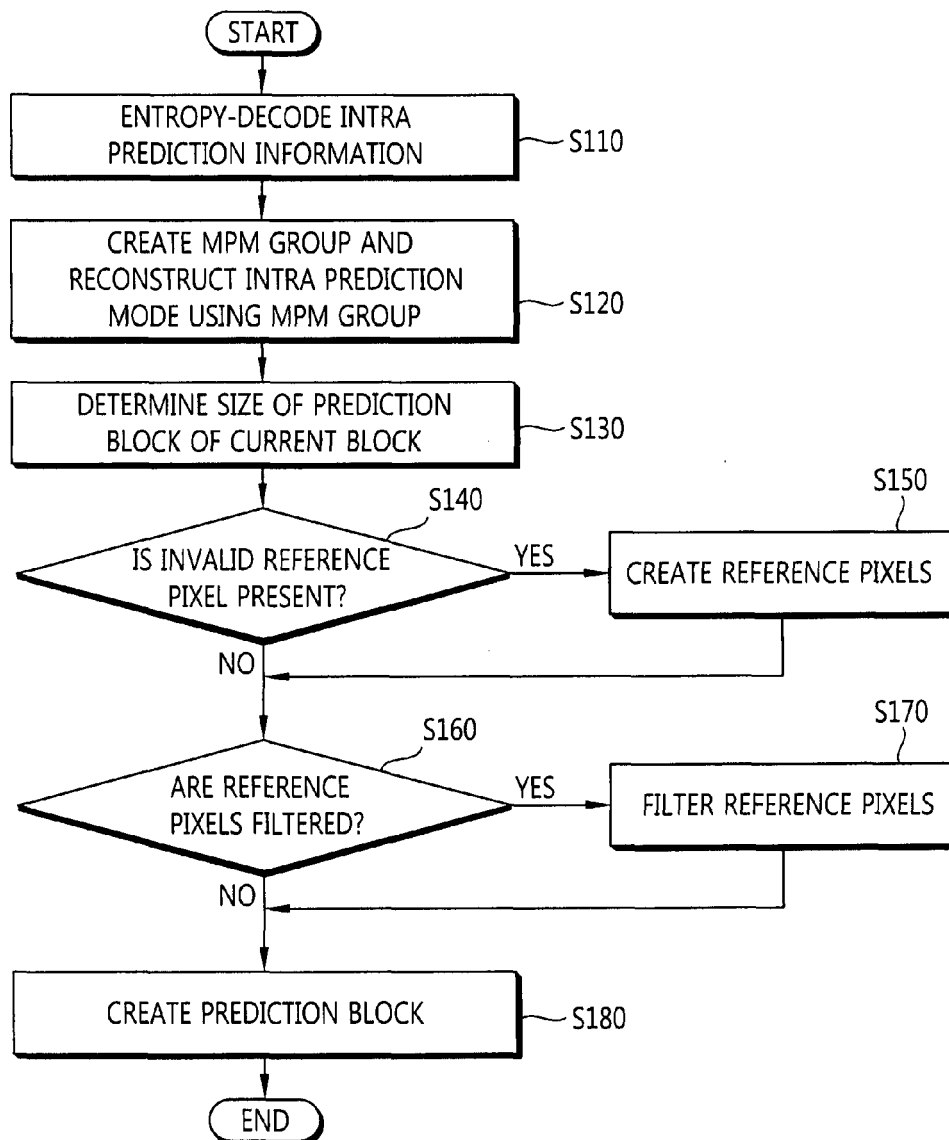 START
ENTROPY-DECODE INTRA
PREDICTION INFORMATION
S110
CREATE MPM GROUP AND
RECONSTRUCT INTRA PREDICTION
MODE USING MPM GROUP
S120
DETERMINE SIZE OF PREDICTION
BLOCK OF CURRENT BLOCK
S130
S140
IS INVALID REFERENCE
PIXEL PRESENT?
YES
S150
CREATE REFERENCE PIXELS
NO
S160
ARE REFERENCE
PIXELS FILTERED?
YES
S170
FILTER REFERENCE PIXELS
NO
CREATE PREDICTION BLOCK
S180
END